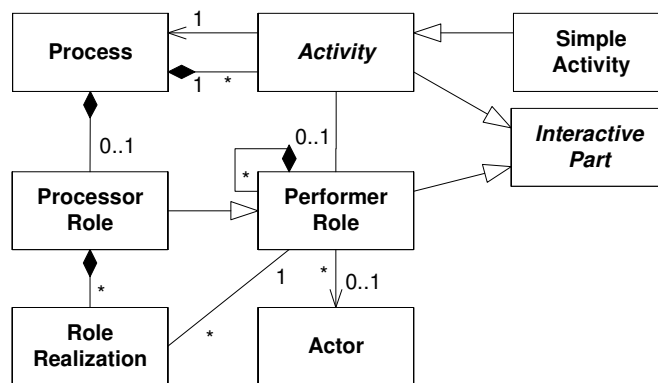 Process
1
Activity
Simple
Activity
1
*
0..1
0..1
Interactive
Part
*
Processor
Role
Performer
Role
*
1
*
0..1
*
Role
Realization
Actor